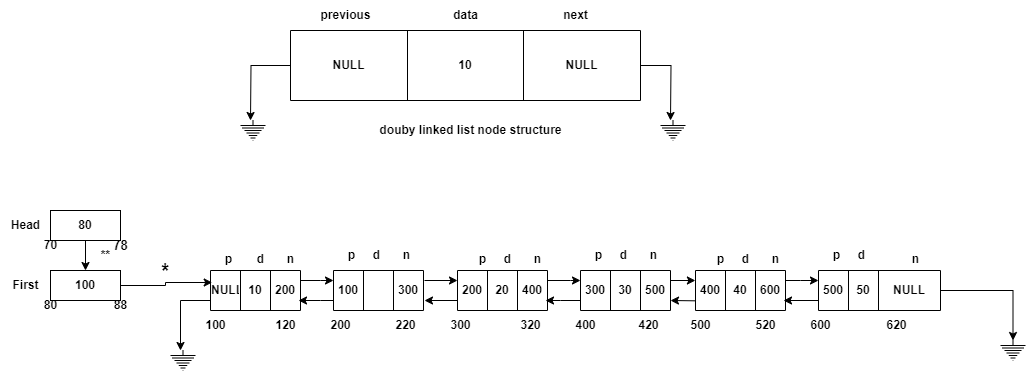 previous data next
NULL 10 NULL
douby linked list node structure
Head 80
70 ** 78
First 100 *
80 88
p d n p d n p d n p d n p d n p d n
NULL 10 200 100 300 200 20 400 300 30 500 400 40 600 500 50 NULL
100 120 200 220 300 320 400 420 500 520 600 620